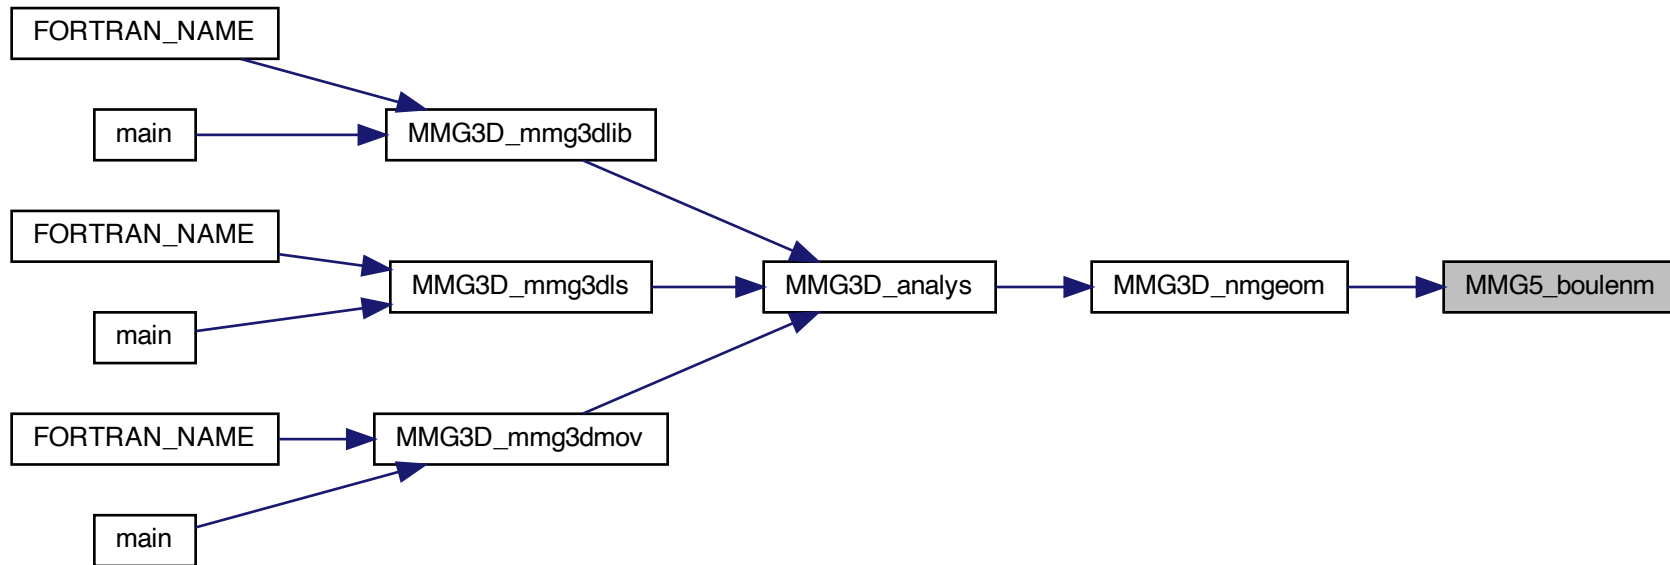 FORTRAN_NAME
main
MMG3D_mmg3dlib
FORTRAN_NAME
main
MMG3D_mmg3dls
MMG3D_analys
MMG3D_nmgeom
MMG5_boulenm
FORTRAN_NAME
main
MMG3D_mmg3dmov